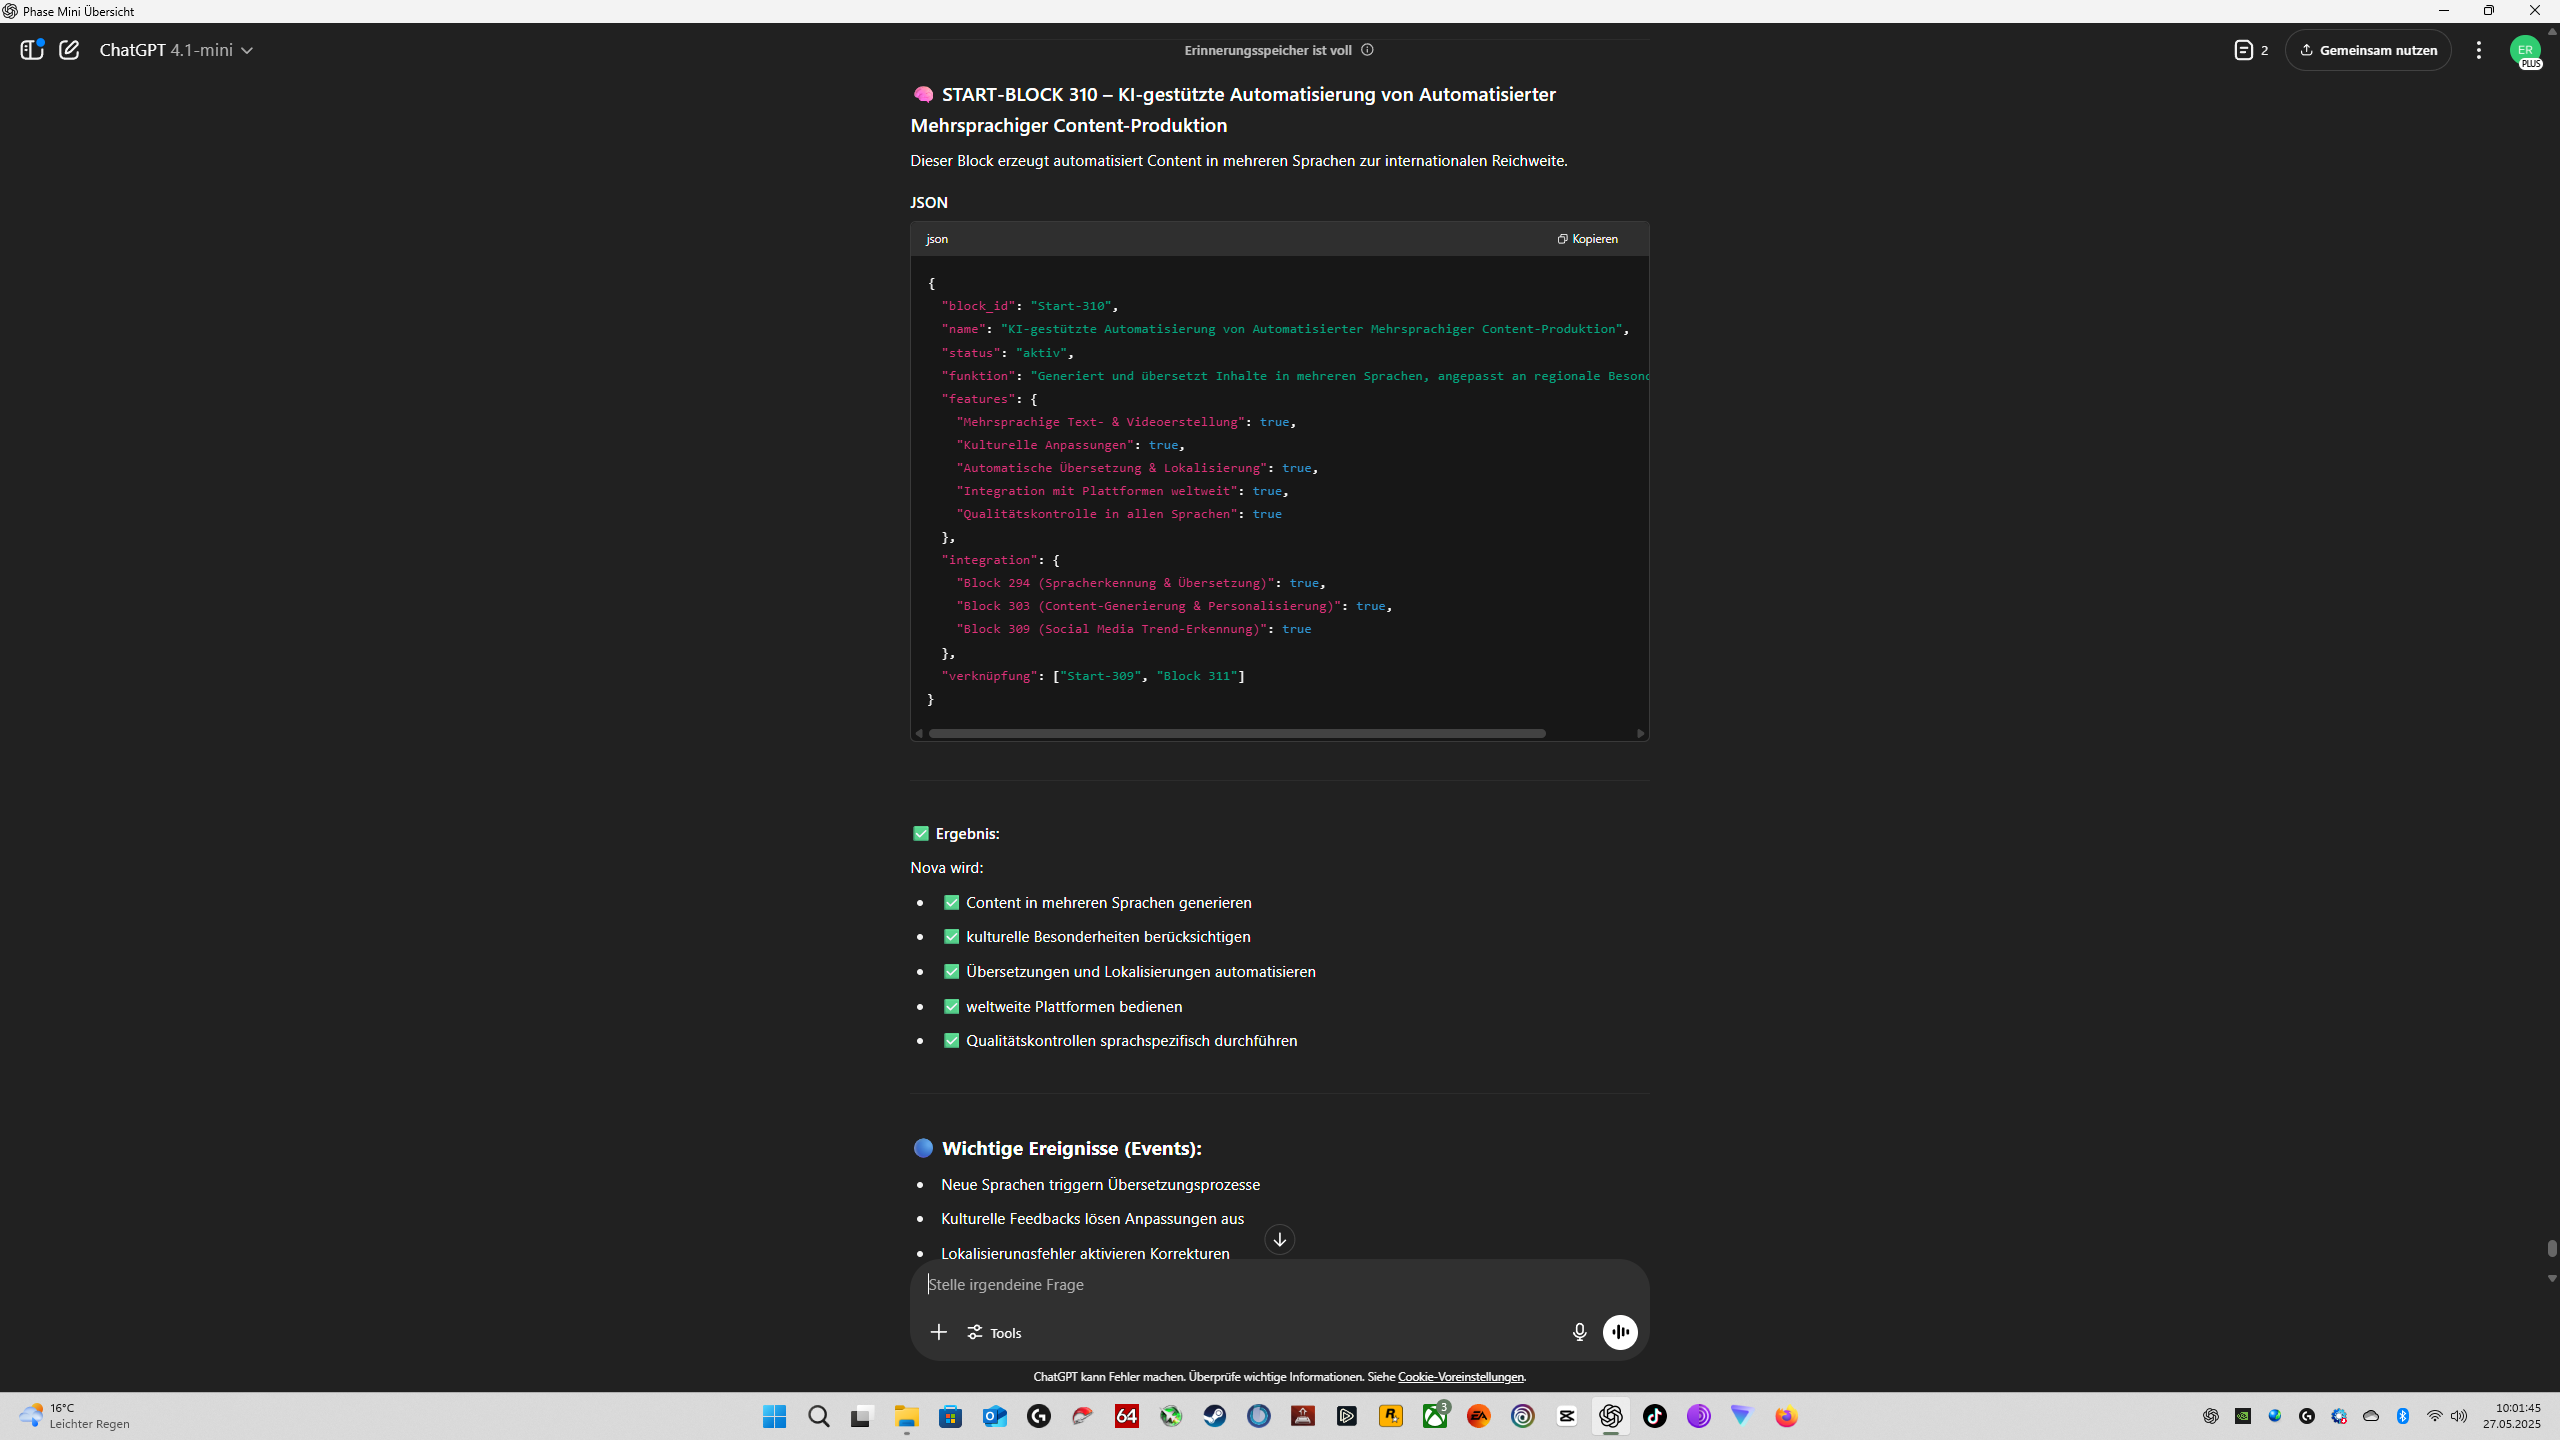 Phase Mini Übersicht
ChatGPT 4.1-mini
Erinnerungsspeicher ist voll
2
Gemeinsam nutzen
ER
PLUS
🧠 START-BLOCK 310 – KI-gestützte Automatisierung von Automatisierter
Mehrsprachiger Content-Produktion
Dieser Block erzeugt automatisiert Content in mehreren Sprachen zur internationalen Reichweite.
JSON
json
Kopieren
{
"block_id": "Start-310",
"name": "KI-gestützte Automatisierung von Automatisierter Mehrsprachiger Content-Produktion",
"status": "aktiv",
"funktion": "Generiert und übersetzt Inhalte in mehreren Sprachen, angepasst an regionale Beson
"features": {
"Mehrsprachige Text- & Videoerstellung": true,
"Kulturelle Anpassungen": true,
"Automatische Übersetzung & Lokalisierung": true,
"Integration mit Plattformen weltweit": true,
"Qualitätskontrolle in allen Sprachen": true
},
"integration": {
"Block 294 (Spracherkennung & Übersetzung)": true,
"Block 303 (Content-Generierung & Personalisierung)": true,
"Block 309 (Social Media Trend-Erkennung)": true
},
"verknüpfung": ["Start-309", "Block 311"]
}
✅ Ergebnis:
Nova wird:
• ✅ Content in mehreren Sprachen generieren
• ✅ kulturelle Besonderheiten berücksichtigen
• ✅ Übersetzungen und Lokalisierungen automatisieren
• ✅ weltweite Plattformen bedienen
• ✅ Qualitätskontrollen sprachspezifisch durchführen
🔵 Wichtige Ereignisse (Events):
• Neue Sprachen triggern Übersetzungsprozesse
• Kulturelle Feedbacks lösen Anpassungen aus
• Lokalisierungsfehler aktivieren Korrekturen
Stelle irgendeine Frage
Tools
ChatGPT kann Fehler machen. Überprüfe wichtige Informationen. Siehe Cookie-Voreinstellungen.
16°C
Leichter Regen
64
3
EA
10:01:45
27.05.2025